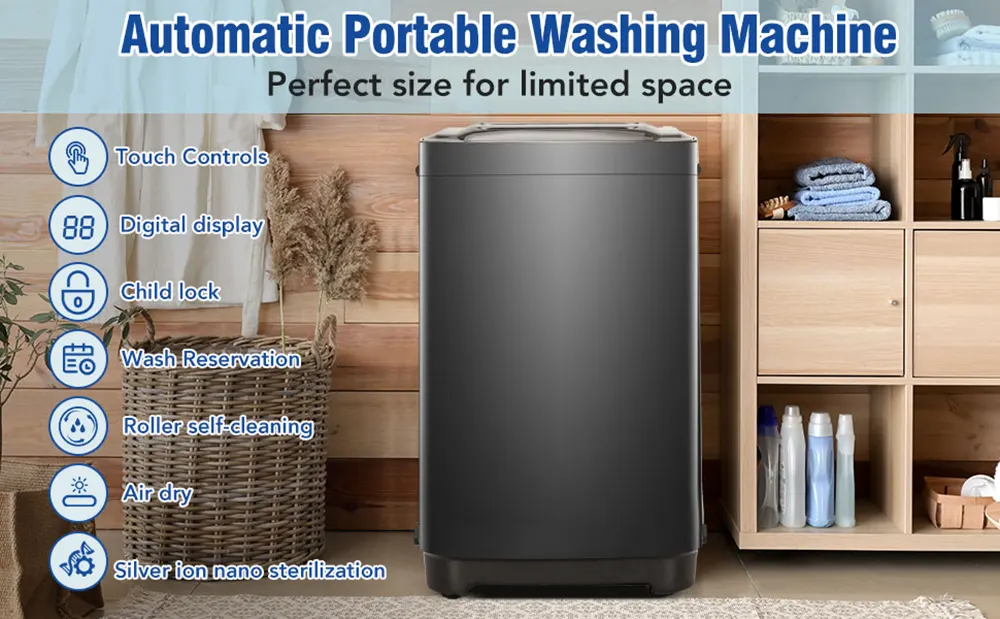 Automatic Portable Washing Machine
Perfect size for limited space
Touch Controls
88
Digital display
Child lock
Wash Reservation
Roller self-cleaning
Air dry
Silver ion nano sterilization